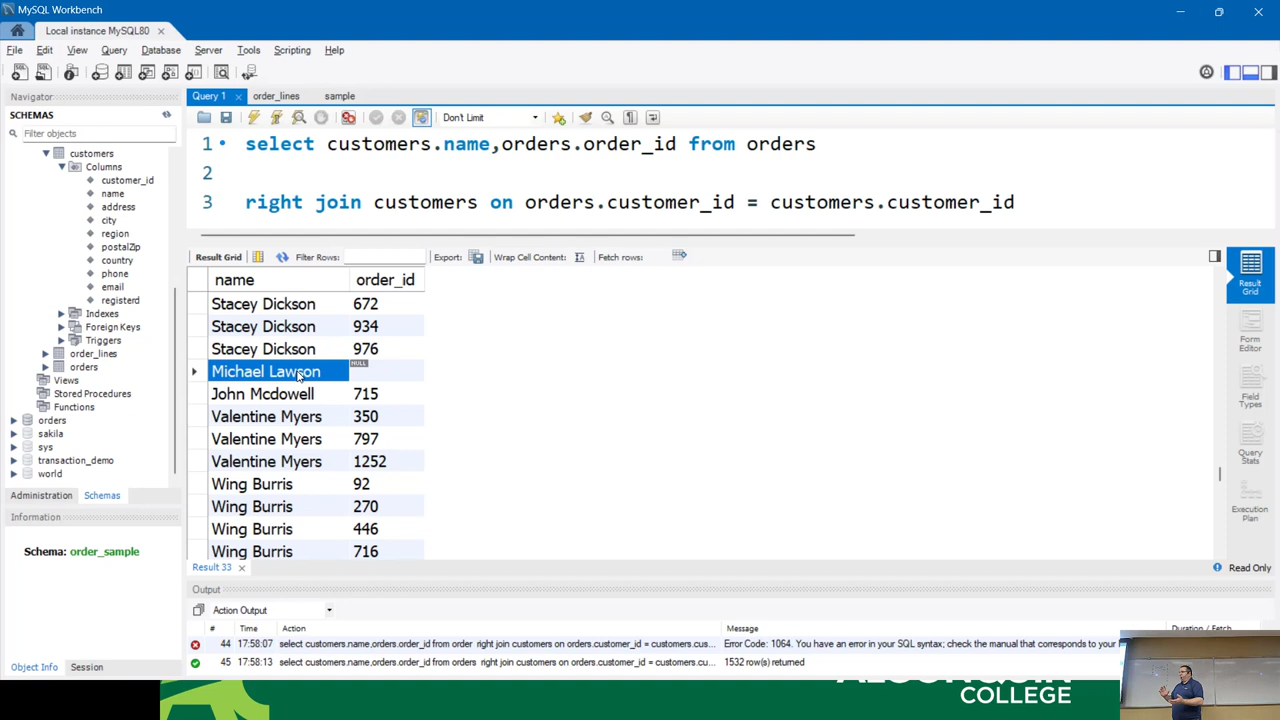 MySQL Workbench
Local instance MySQL80
File Edit View Query Database Server Tools Scripting Help
Navigator
SCHEMAS
Filter objects
customers
Columns
customer_id
name
address
city
region
postalZip
country
phone
email
registerd
Indexes
Foreign Keys
Triggers
order_lines
orders
Views
Stored Procedures
Functions
orders
sakila
sys
transaction_demo
world
Administration Schemas
Information
Schema: order_sample
Object Info Session
Query 1 order_lines sample
Don't Limit
1 select customers.name,orders.order_id from orders
2
3 right join customers on orders.customer_id = customers.customer_id
Result Grid Filter Rows: Export: Wrap Cell Content: Fetch rows:
name order_id
Stacey Dickson 672
Stacey Dickson 934
Stacey Dickson 976
Michael Lawson NULL
John Mcdowell 715
Valentine Myers 350
Valentine Myers 797
Valentine Myers 1252
Wing Burris 92
Wing Burris 270
Wing Burris 446
Wing Burris 716
Result Grid
Form Editor
Field Types
Query Stats
Execution Plan
Result 33 Read Only
Output
Action Output
# Time Action Message Duration / Fetch
44 17:58:07 select customers.name,orders.order_id from order right join customers on orders.customer_id = customers.cus... Error Code: 1064. You have an error in your SQL syntax; check the manual that corresponds to your
45 17:58:13 select customers.name,orders.order_id from orders right join customers on orders.customer_id = customers.cu... 1532 row(s) returned
ALGONQUIN
COLLEGE